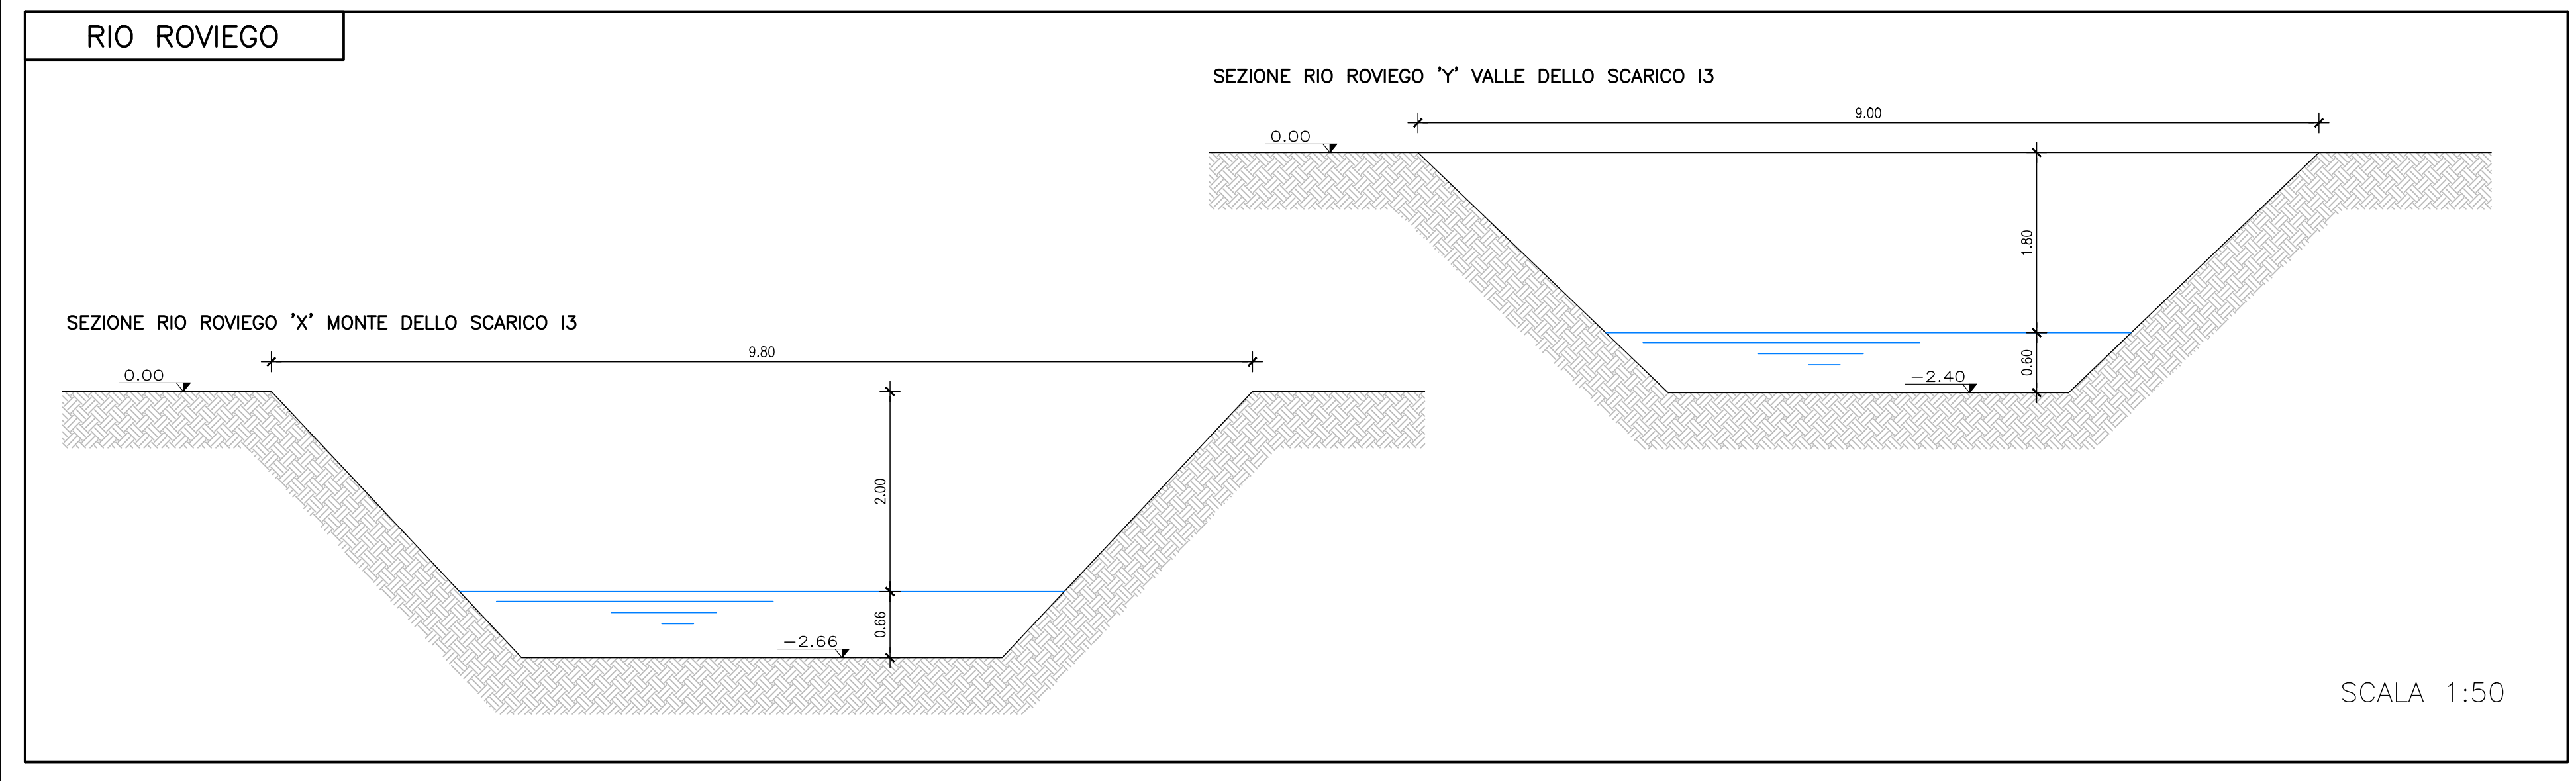 RIO ROVIEGO
SEZIONE RIO ROVIEGO 'Y' VALLE DELLO SCARICO I3
9.00
0.00
1.80
0.60
-2.40
SEZIONE RIO ROVIEGO 'X' MONTE DELLO SCARICO I3
9.80
0.00
2.00
0.66
-2.66
SCALA 1:50